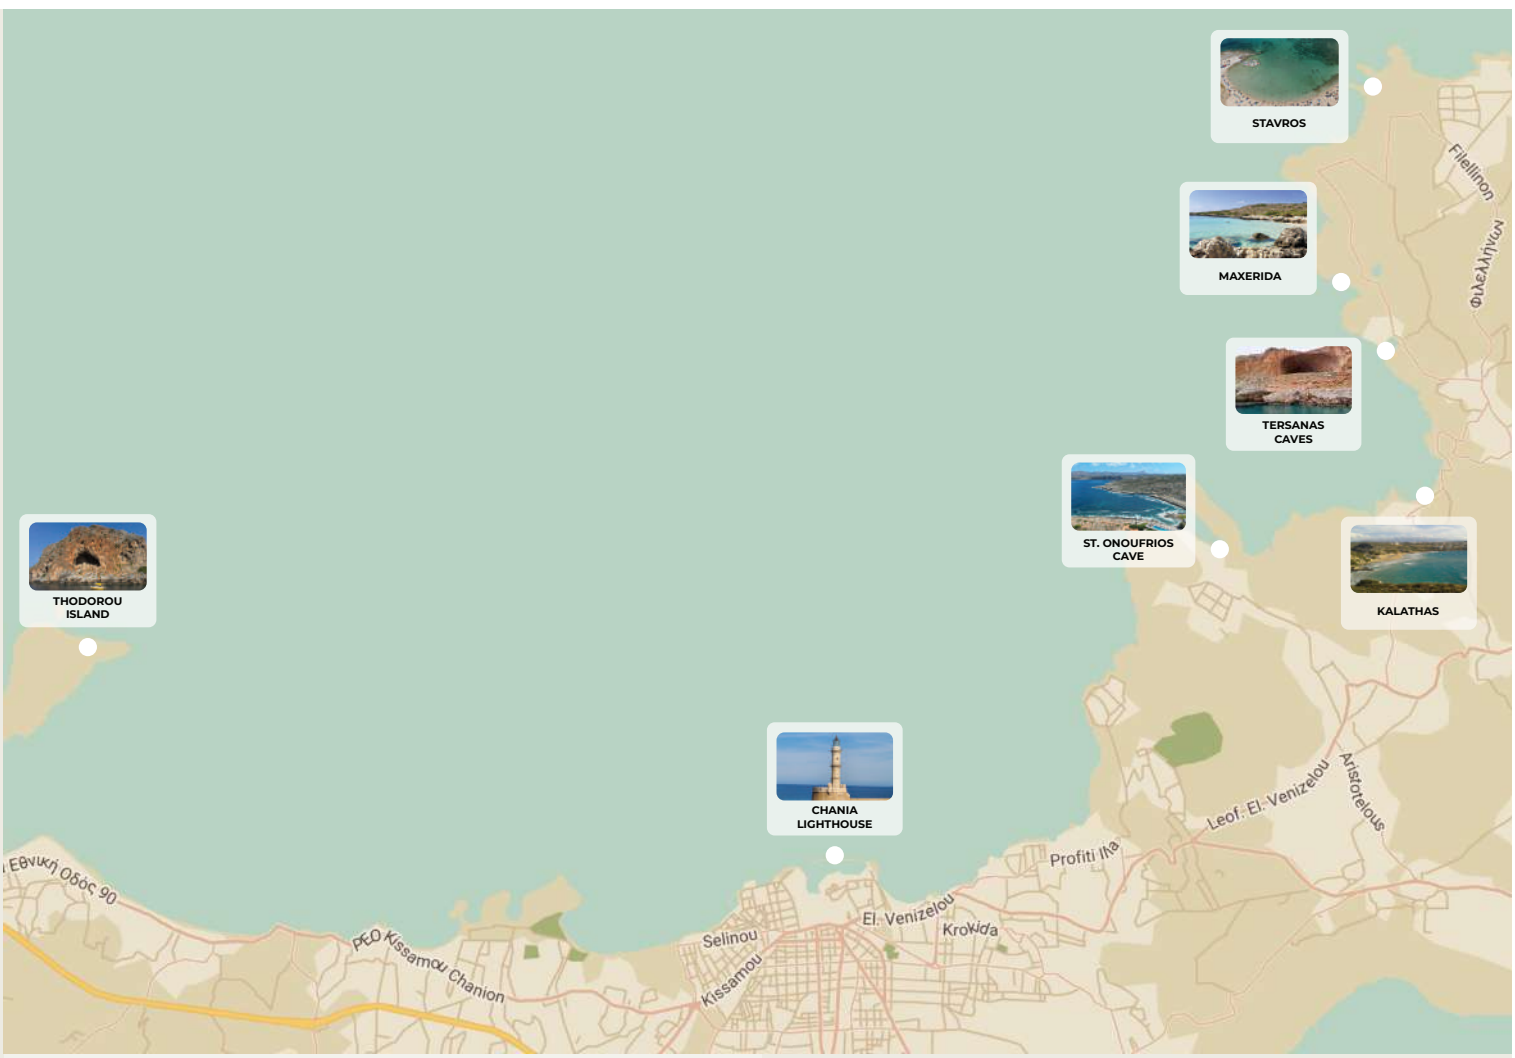 STAVROS
Filellinon
MAXERIDA
Φιλελλήνων
TERSANAS
CAVES
ST. ONOUFRIOS
CAVE
THODOROU
ISLAND
KALATHAS
CHANIA
LIGHTHOUSE
Leof. El. Venizelou
Aristotelous
Profiti Ilia
Εθνική Οδός 90
El. Venizelou
Krokida
Selinou
PEO Kissamou Chanion
Kissamou